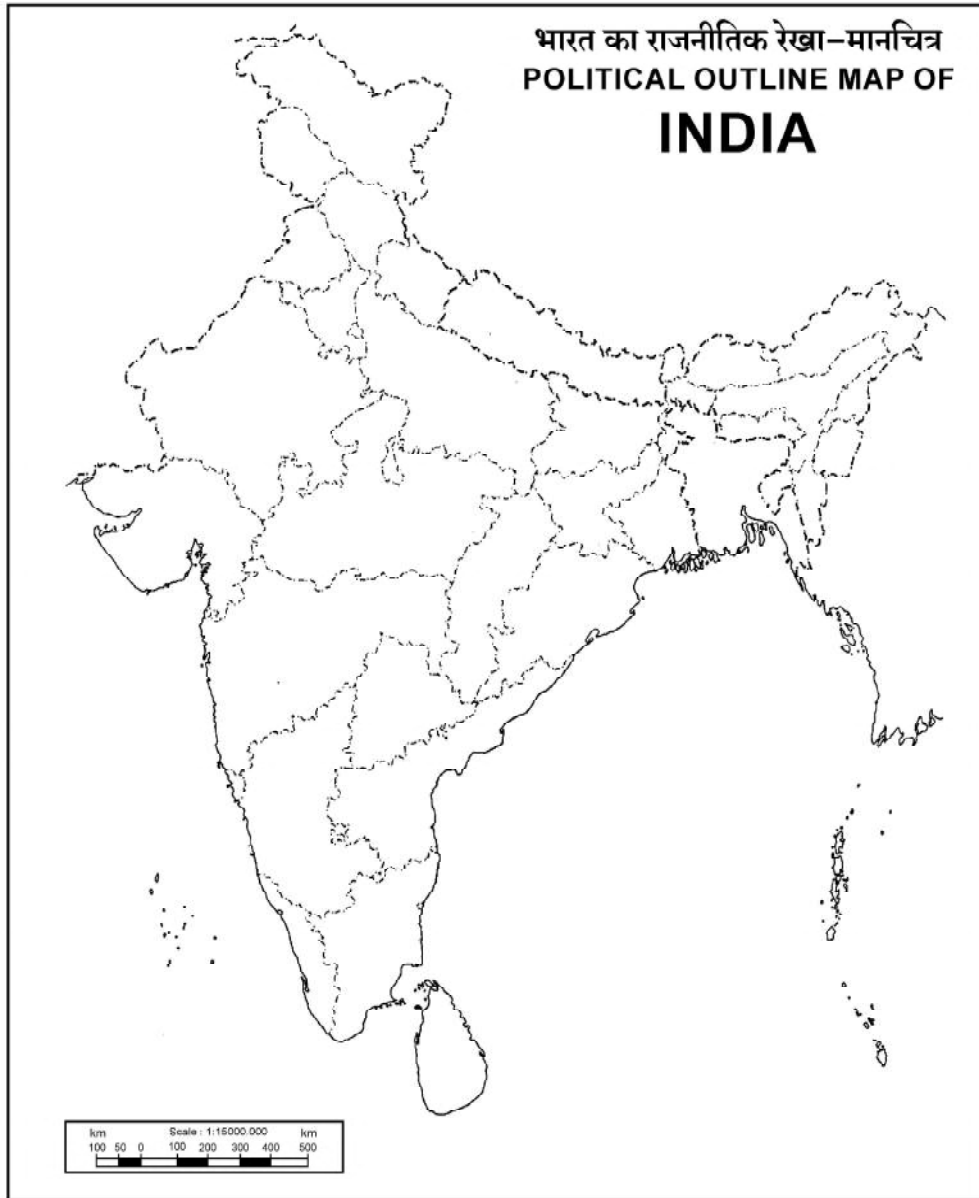 भारत का राजनीतिक रेखा–मानचित्र
POLITICAL OUTLINE MAP OF
INDIA
km Scale : 1:15000.000 km
100 50 0 100 200 300 400 500